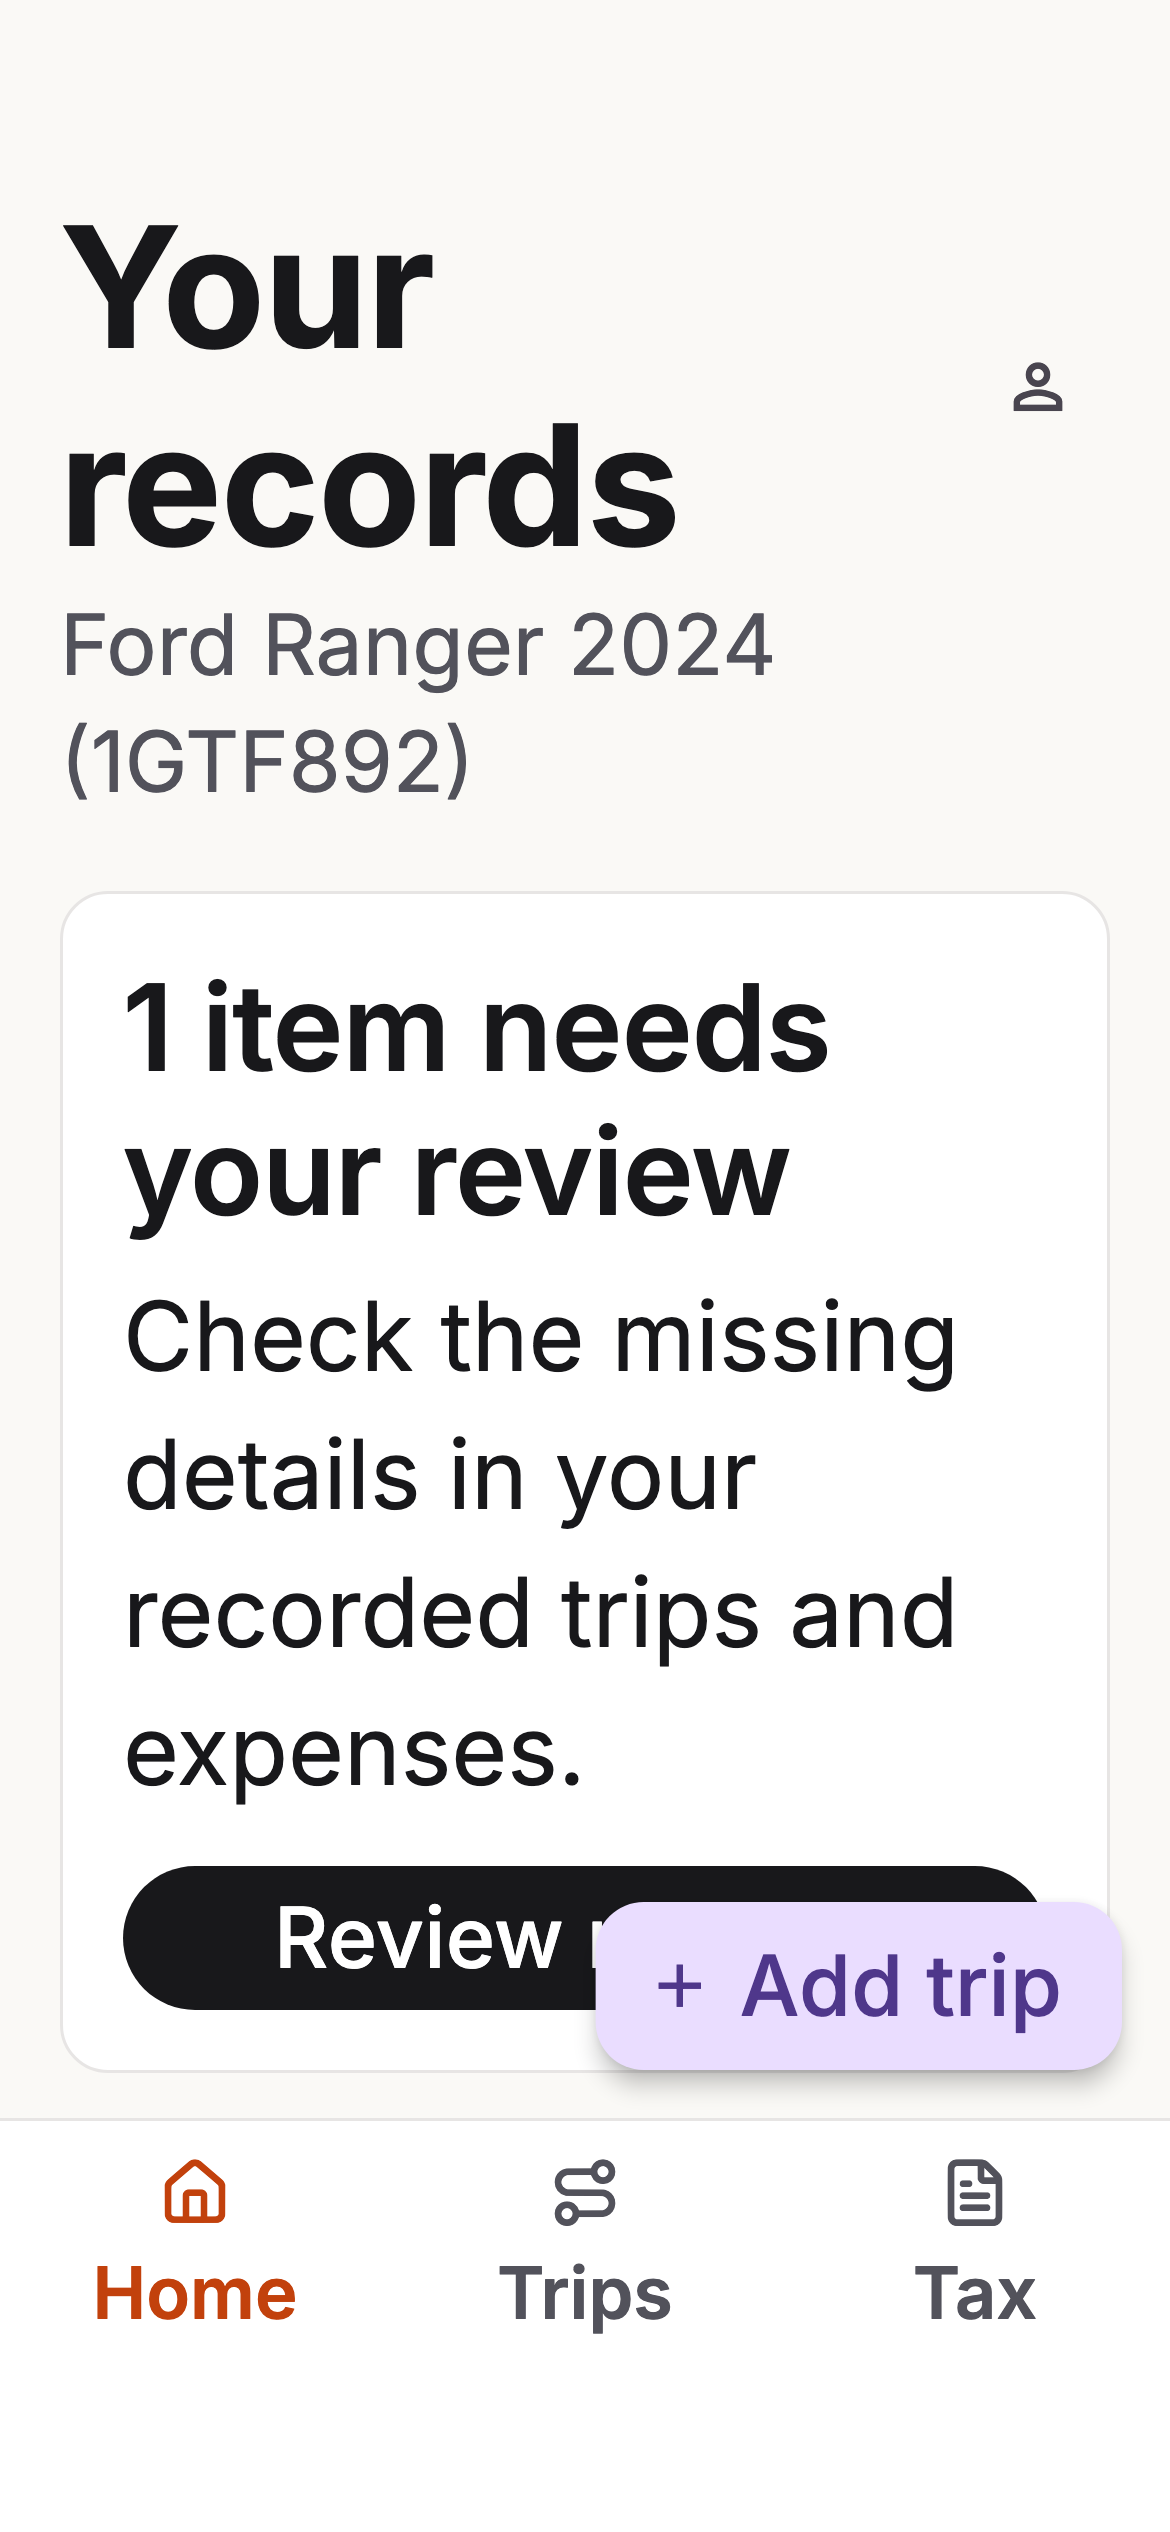 Your
records
Ford Ranger 2024
(1GTF892)
1 item needs
your review
Check the missing
details in your
recorded trips and
expenses.
Review
+ Add trip
Home
Trips
Tax